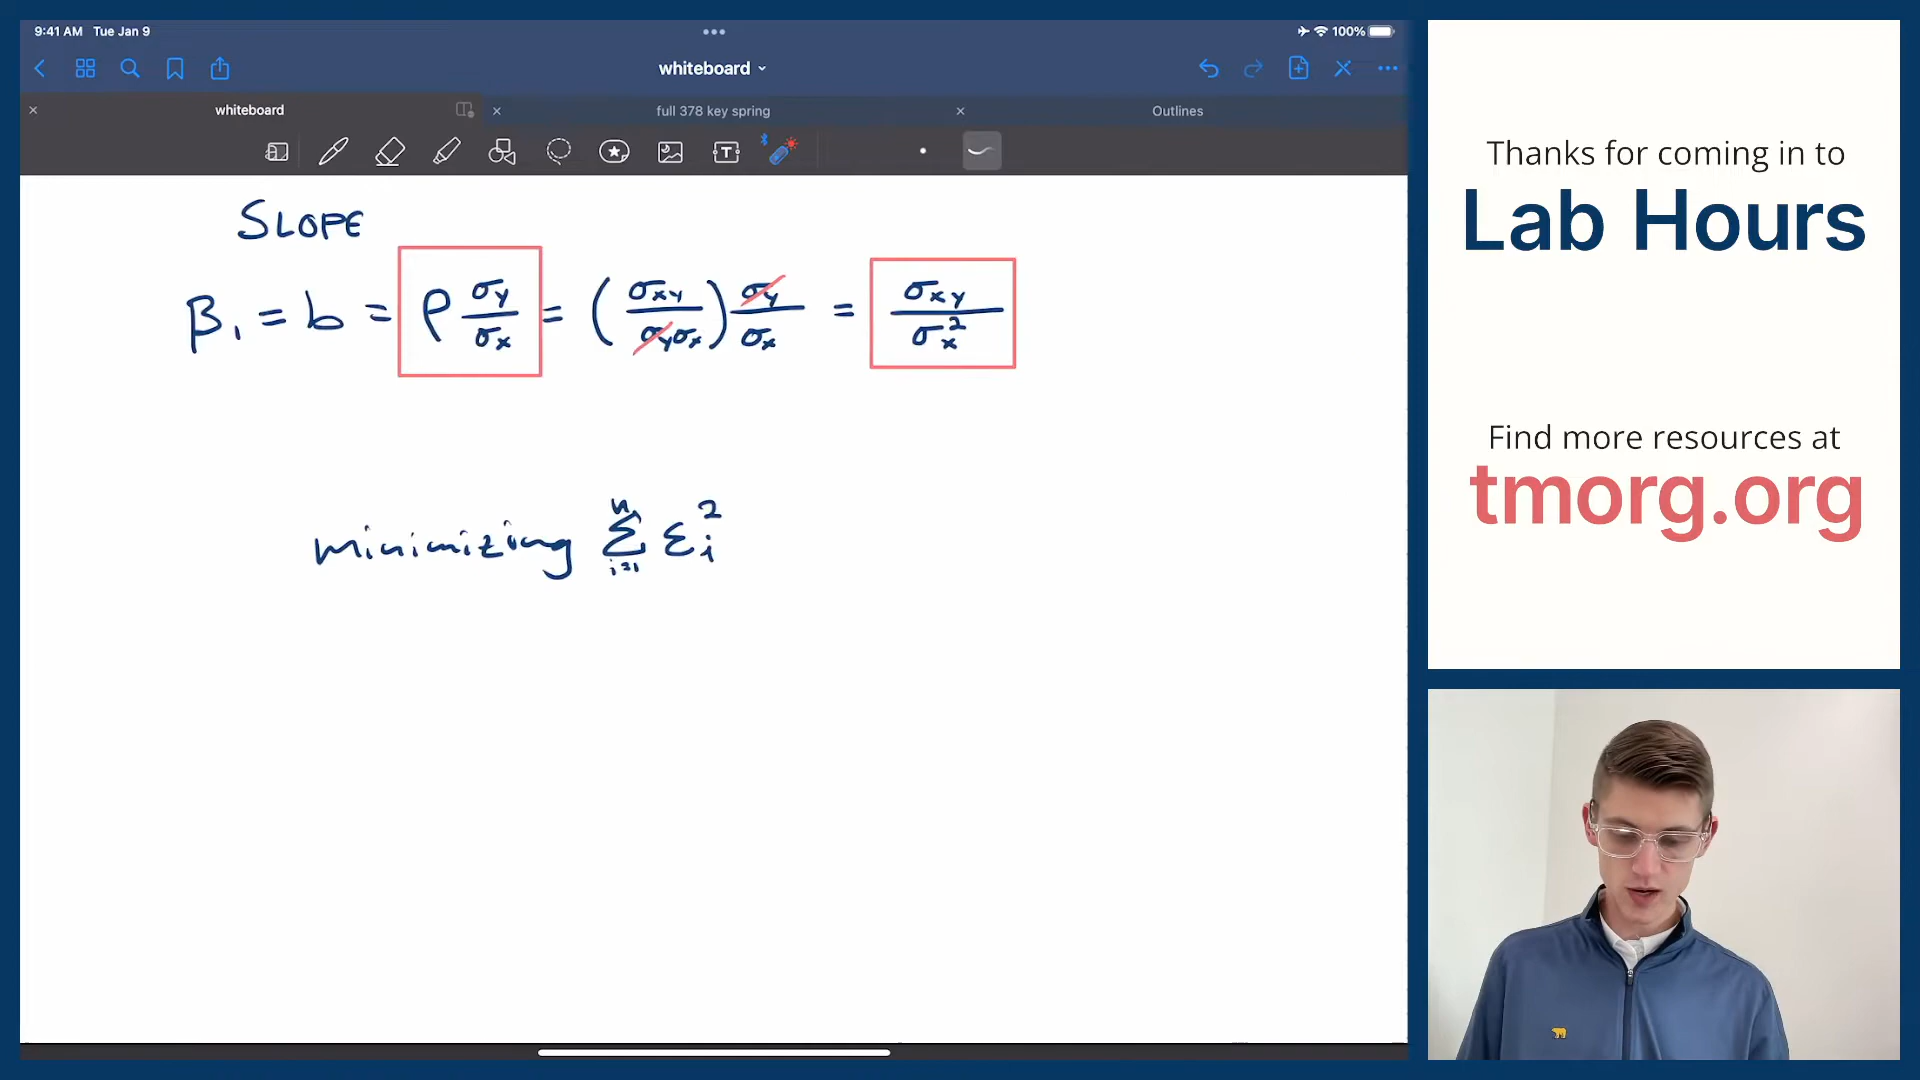 9:41 AM Tue Jan 9
100%
whiteboard
whiteboard
full 378 key spring
Outlines
SLOPE
β₁ = b = ρ σy/σx = (σxy/σyσx) σy/σx = σxy/σx²
minimizing Σ(i=1 to n) εi²
Thanks for coming in to
Lab Hours
Find more resources at
tmorg.org